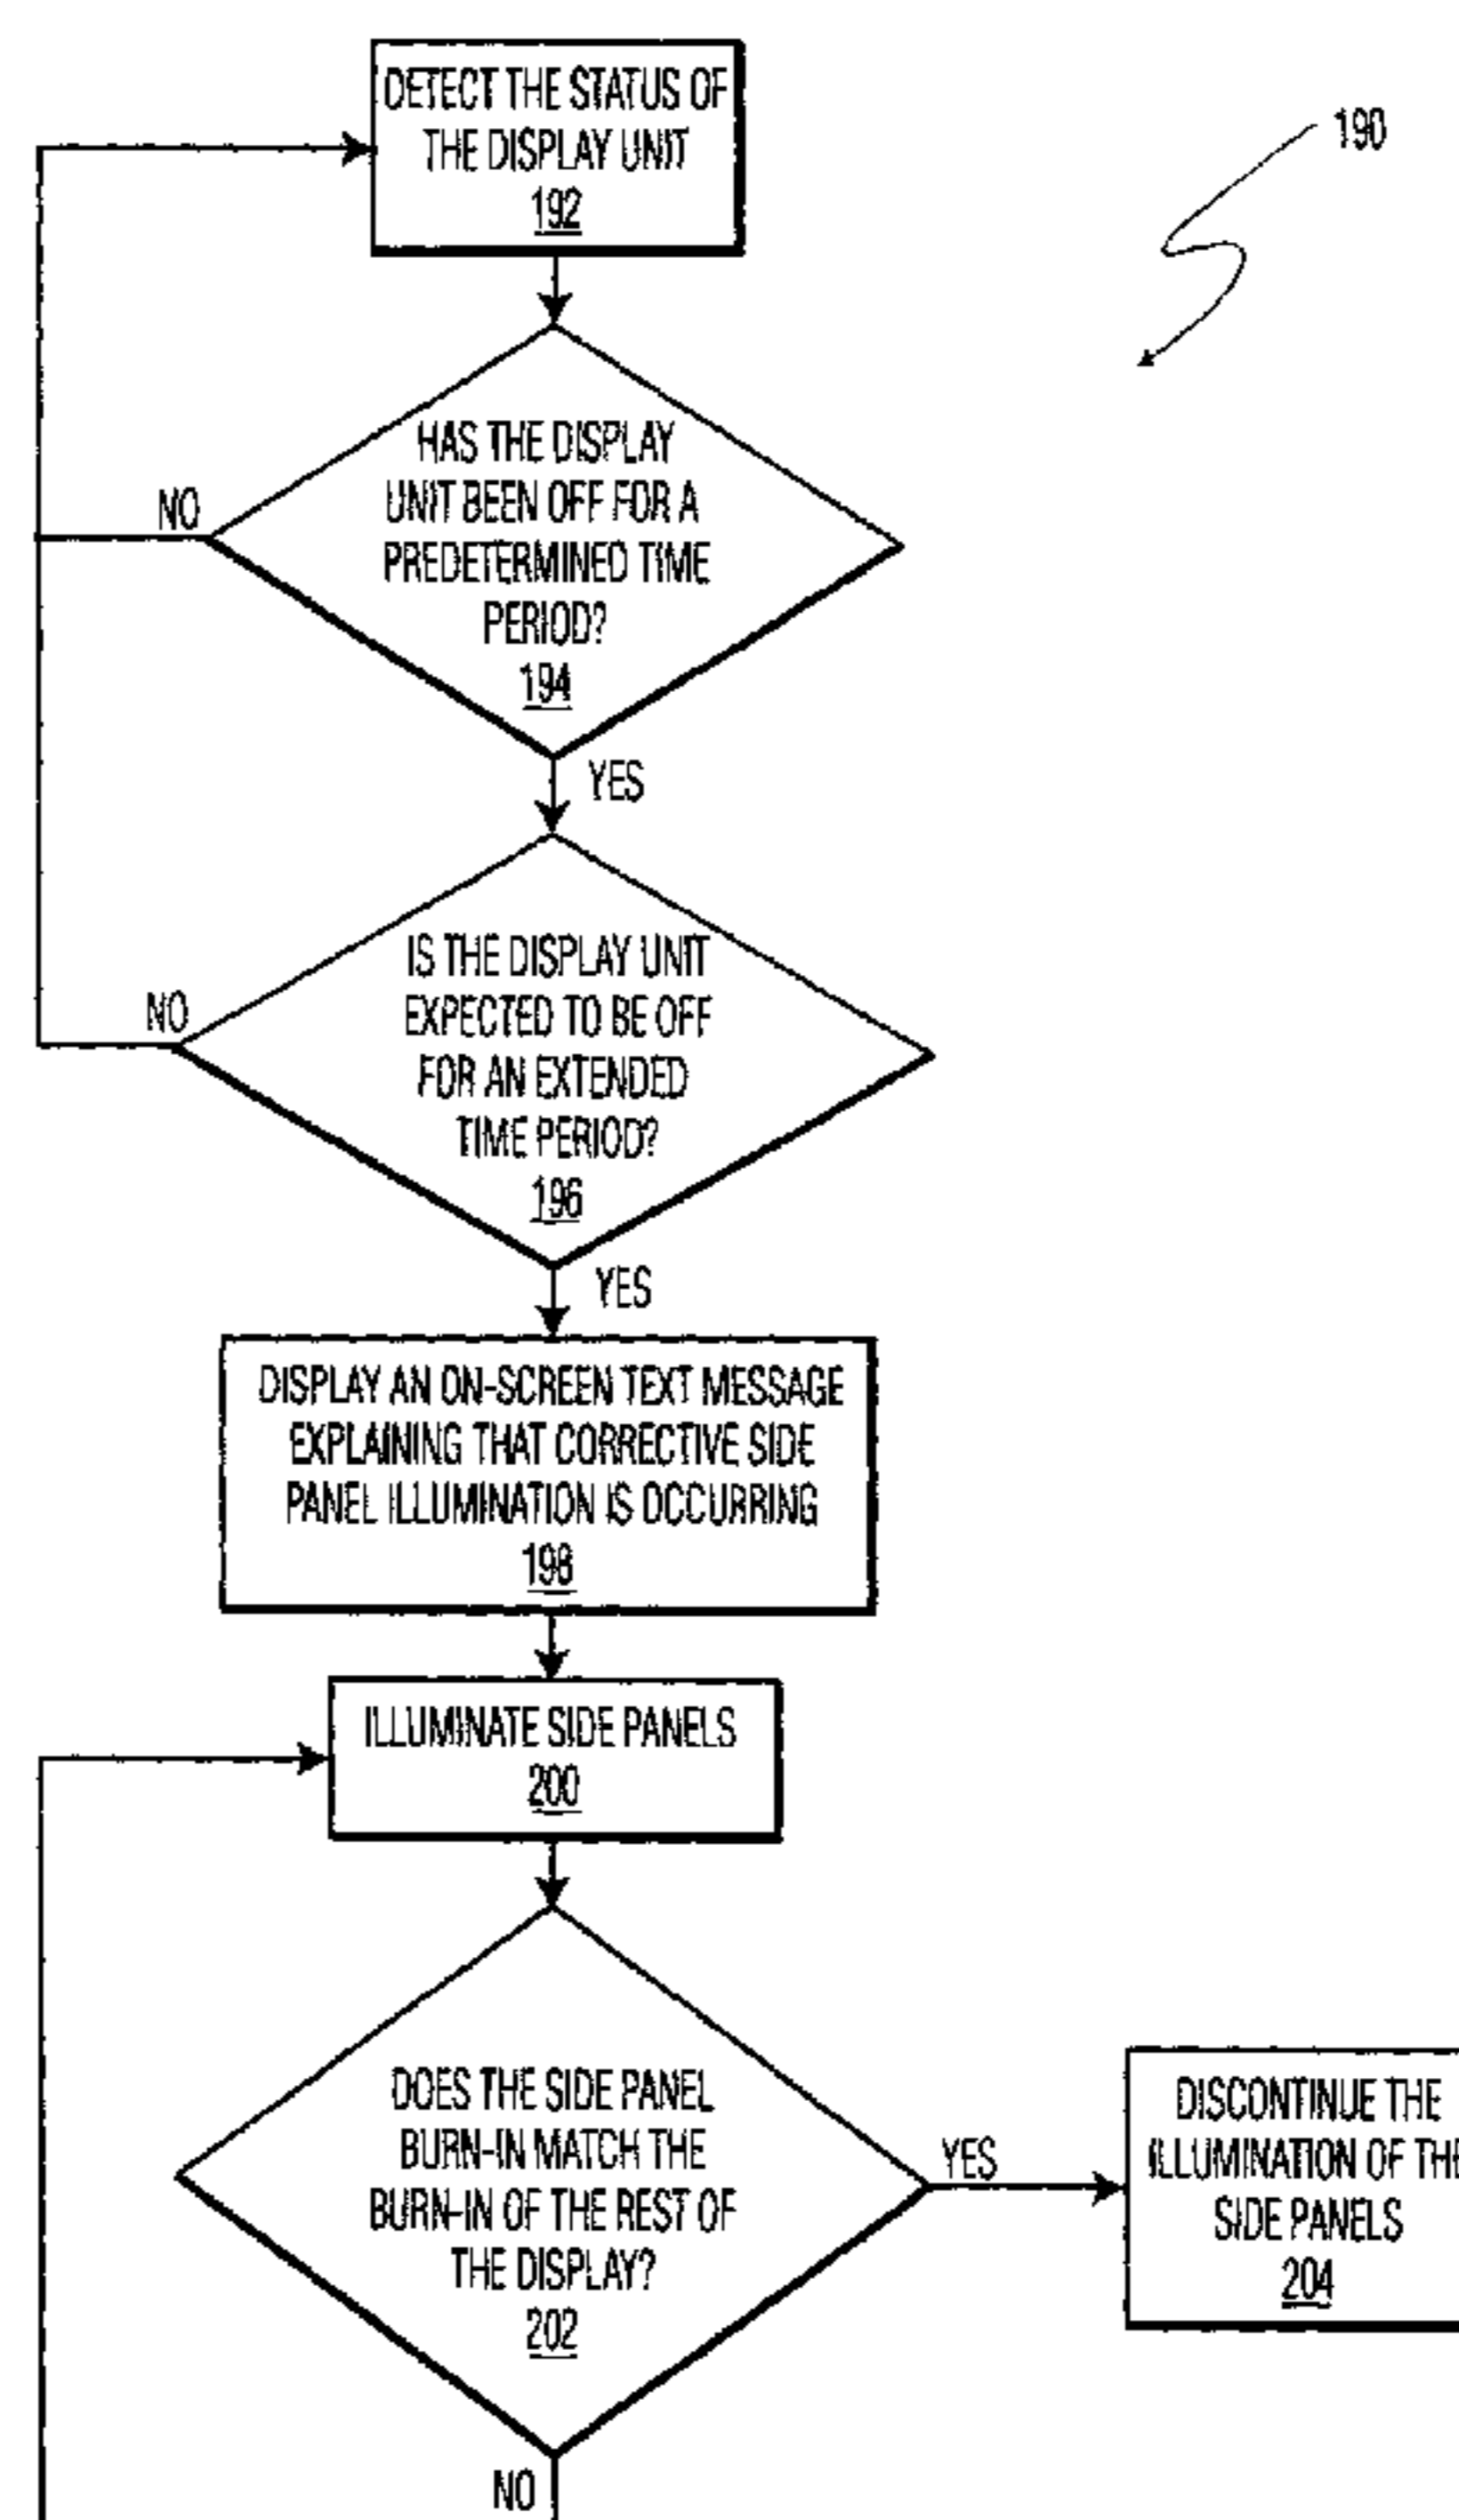 DETECT THE STATUS OF
THE DISPLAY UNIT
192
190
HAS THE DISPLAY
UNIT BEEN OFF FOR A
PREDETERMINED TIME
PERIOD?
194
NO
YES
IS THE DISPLAY UNIT
EXPECTED TO BE OFF
FOR AN EXTENDED
TIME PERIOD?
196
NO
YES
DISPLAY AN ON-SCREEN TEXT MESSAGE
EXPLAINING THAT CORRECTIVE SIDE
PANEL ILLUMINATION IS OCCURRING
198
ILLUMINATE SIDE PANELS
200
DOES THE SIDE PANEL
BURN-IN MATCH THE
BURN-IN OF THE REST OF
THE DISPLAY?
202
YES
DISCONTINUE THE
ILLUMINATION OF THE
SIDE PANELS
204
NO